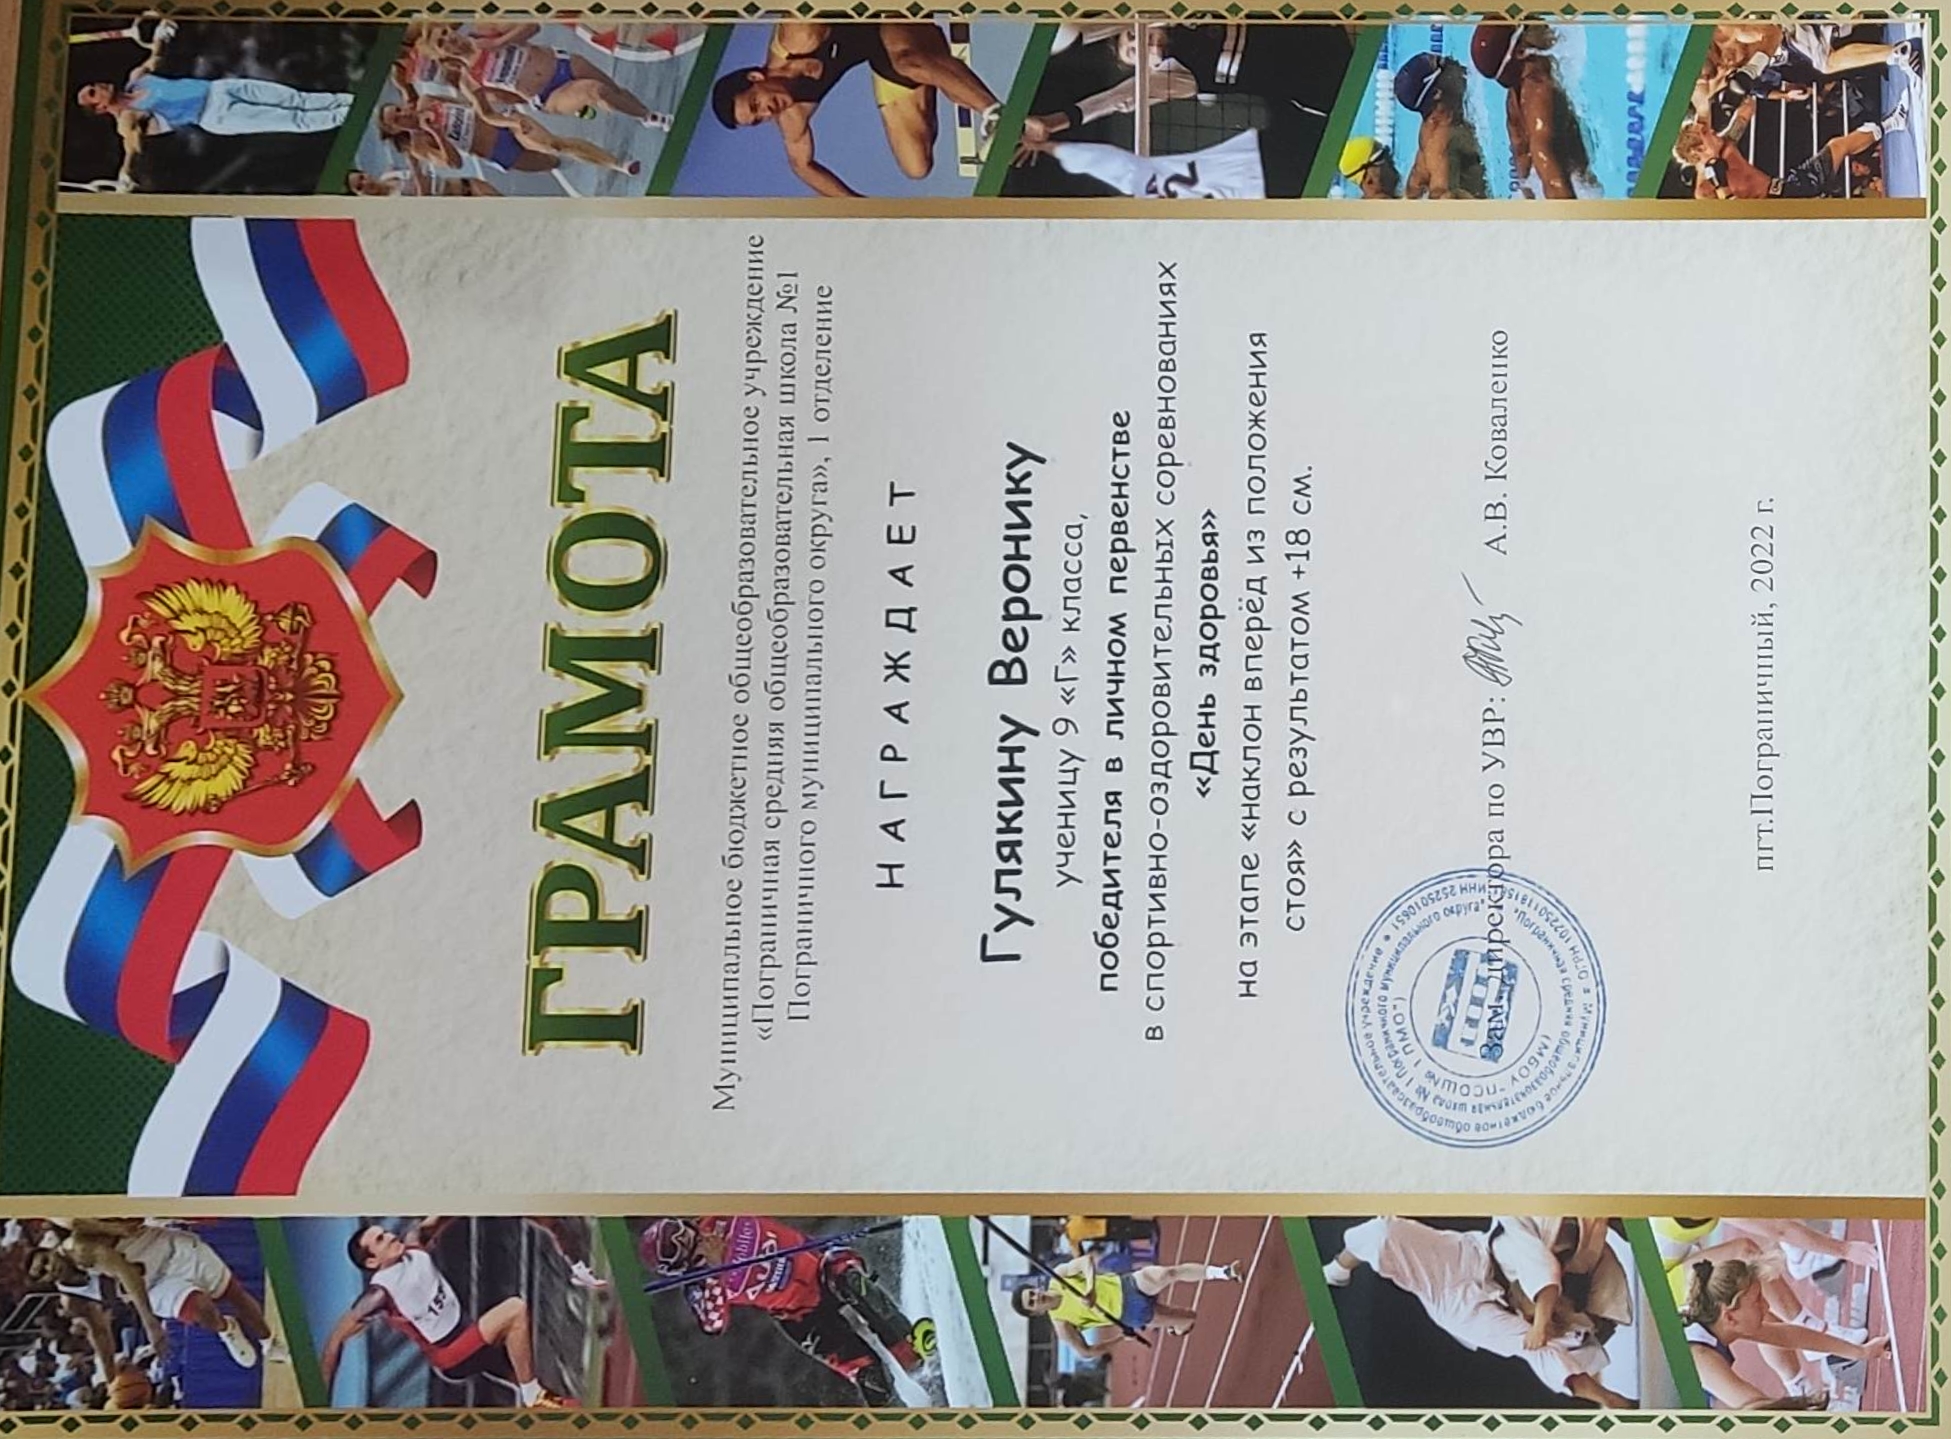 ГРАМОТА
Муниципальное бюджетное общеобразовательное учреждение
«Пограничная средняя общеобразовательная школа №1
Пограничного муниципального округа», 1 отделение
НАГРАЖДАЕТ
Гулякину Веронику
ученицу 9 «Г» класса,
победителя в личном первенстве
в спортивно-оздоровительных соревнованиях
«День здоровья»
на этапе «наклон вперёд из положения
стоя» с результатом +18 см.
Муниципальное бюджетное общеобразовательное учреждение
"Пограничная средняя общеобразовательная школа № 1 Пограничного муниципального округа"
(МБОУ "ПСОШ № 1 ПМО")
Зам. директора по УВР: А.В. Коваленко
пгт.Пограничный, 2022 г.